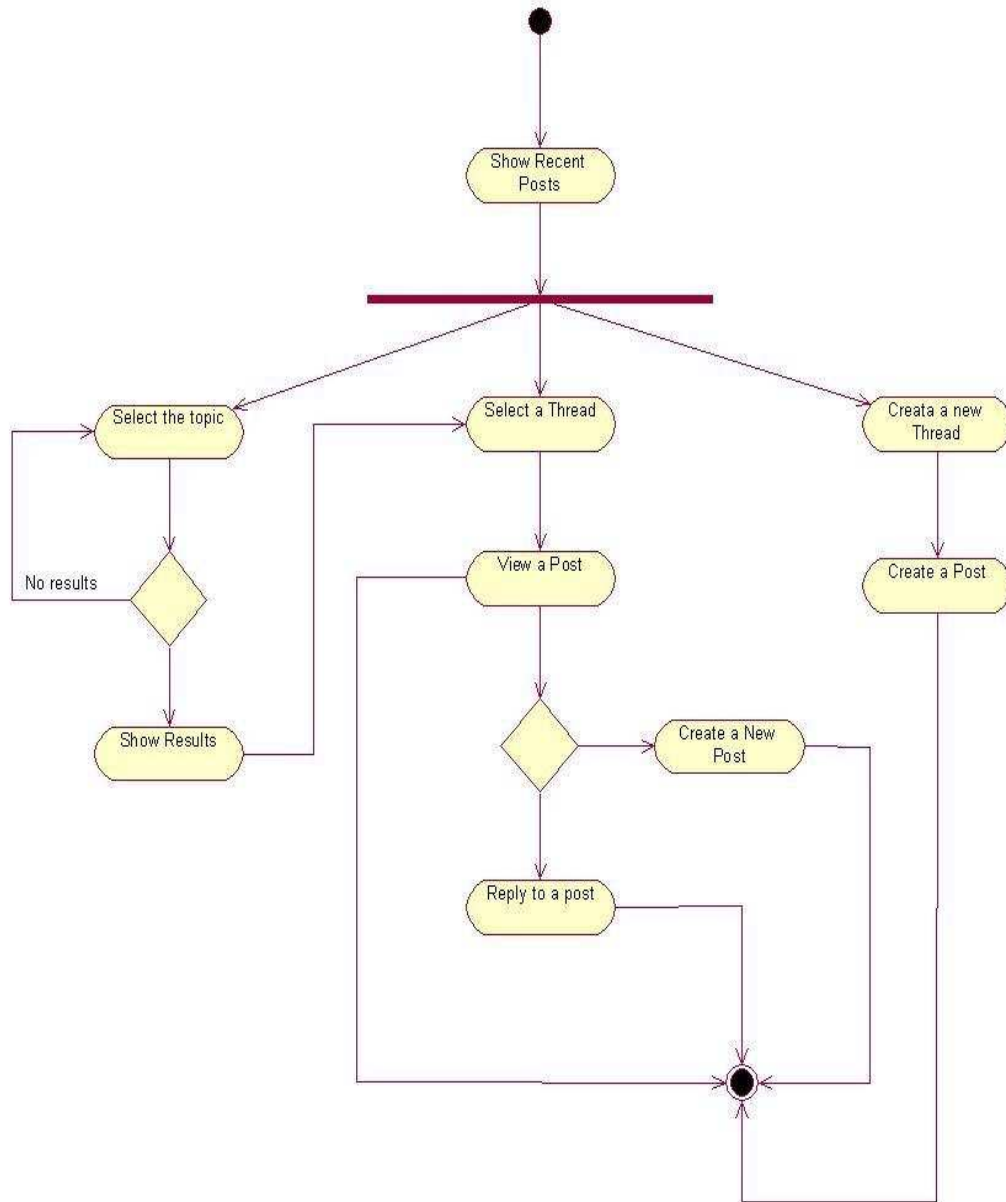 Show Recent
Posts
Select the topic
Select a Thread
Creata a new
Thread
No results
View a Post
Create a Post
Show Results
Create a New
Post
Reply to a post